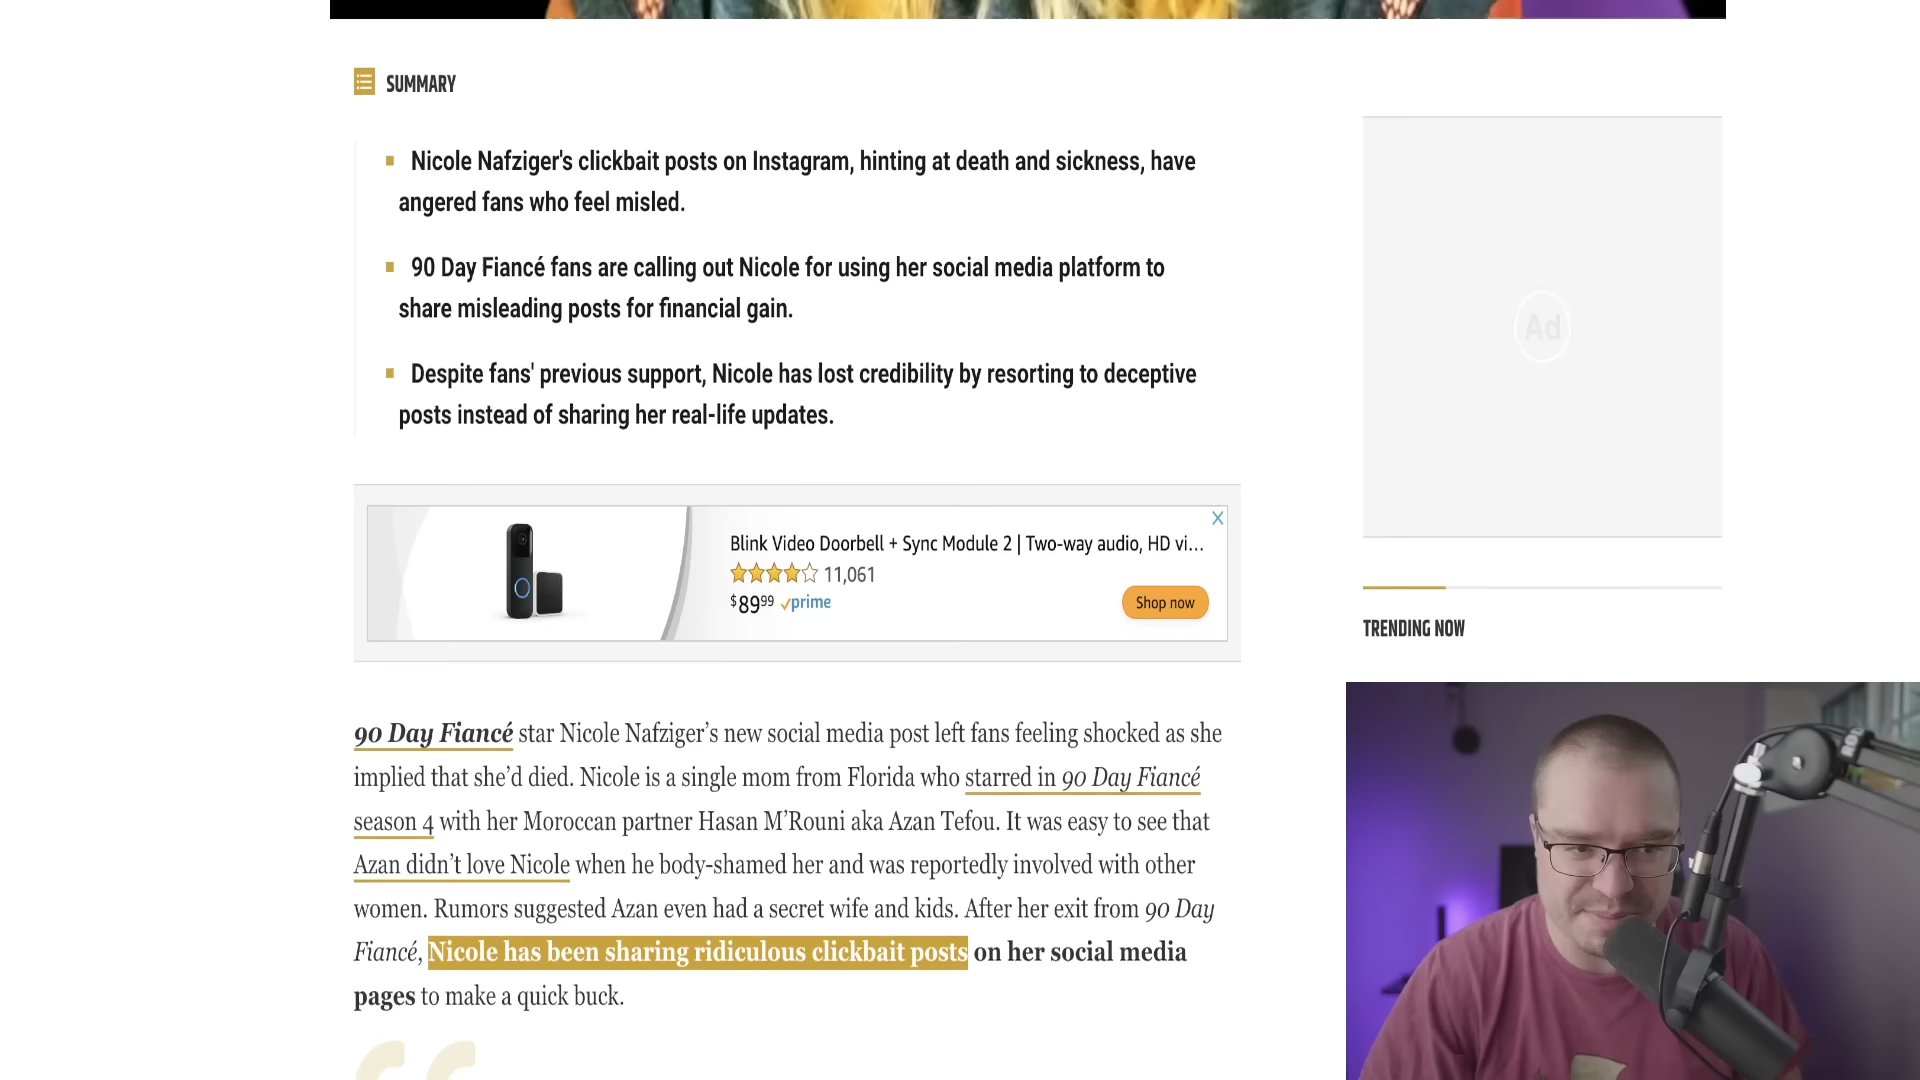 SUMMARY
Nicole Nafziger's clickbait posts on Instagram, hinting at death and sickness, have
angered fans who feel misled.
90 Day Fiancé fans are calling out Nicole for using her social media platform to
share misleading posts for financial gain.
Despite fans' previous support, Nicole has lost credibility by resorting to deceptive
posts instead of sharing her real-life updates.
Ad
X
Blink Video Doorbell + Sync Module 2 | Two-way audio, HD vi...
11,061
$89.99 prime
Shop now
TRENDING NOW
90 Day Fiancé star Nicole Nafziger’s new social media post left fans feeling shocked as she
implied that she’d died. Nicole is a single mom from Florida who starred in 90 Day Fiancé
season 4 with her Moroccan partner Hasan M’Rouni aka Azan Tefou. It was easy to see that
Azan didn’t love Nicole when he body-shamed her and was reportedly involved with other
women. Rumors suggested Azan even had a secret wife and kids. After her exit from 90 Day
Fiancé, Nicole has been sharing ridiculous clickbait posts on her social media
pages to make a quick buck.